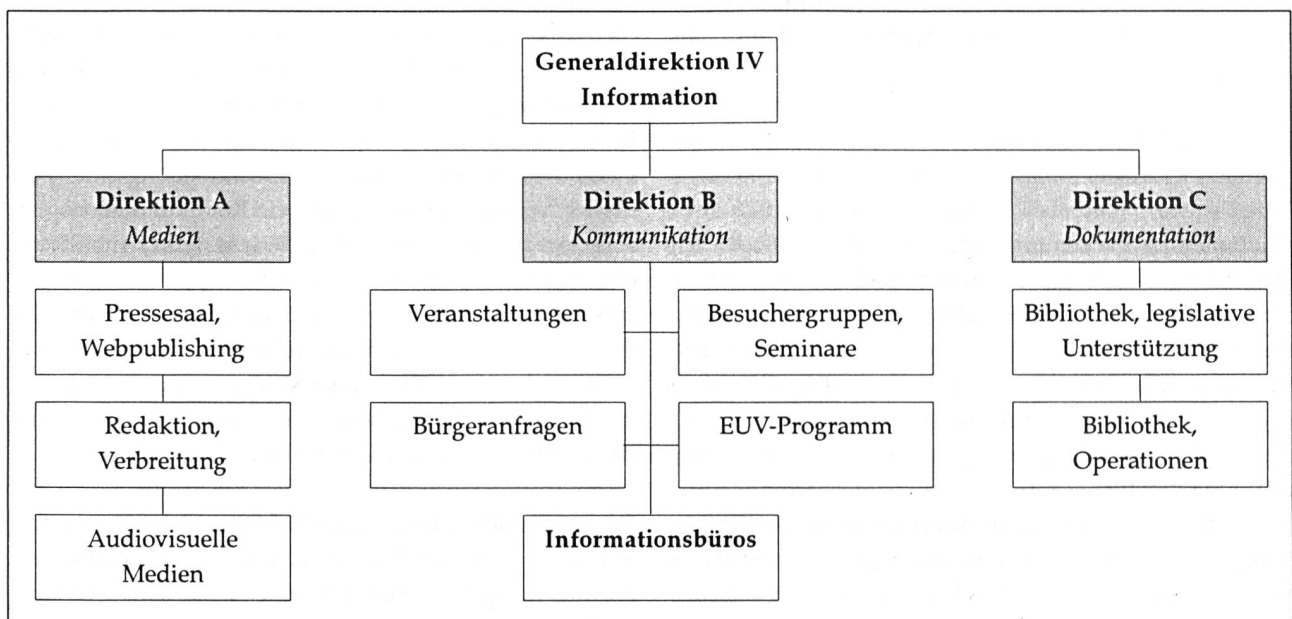 Generaldirektion IV
Information
Direktion A
Medien
Direktion B
Kommunikation
Direktion C
Dokumentation
Pressesaal,
Webpublishing
Veranstaltungen
Besuchergruppen,
Seminare
Bibliothek, legislative
Unterstützung
Redaktion,
Verbreitung
Bürgeranfragen
EUV-Programm
Bibliothek,
Operationen
Audiovisuelle
Medien
Informationsbüros